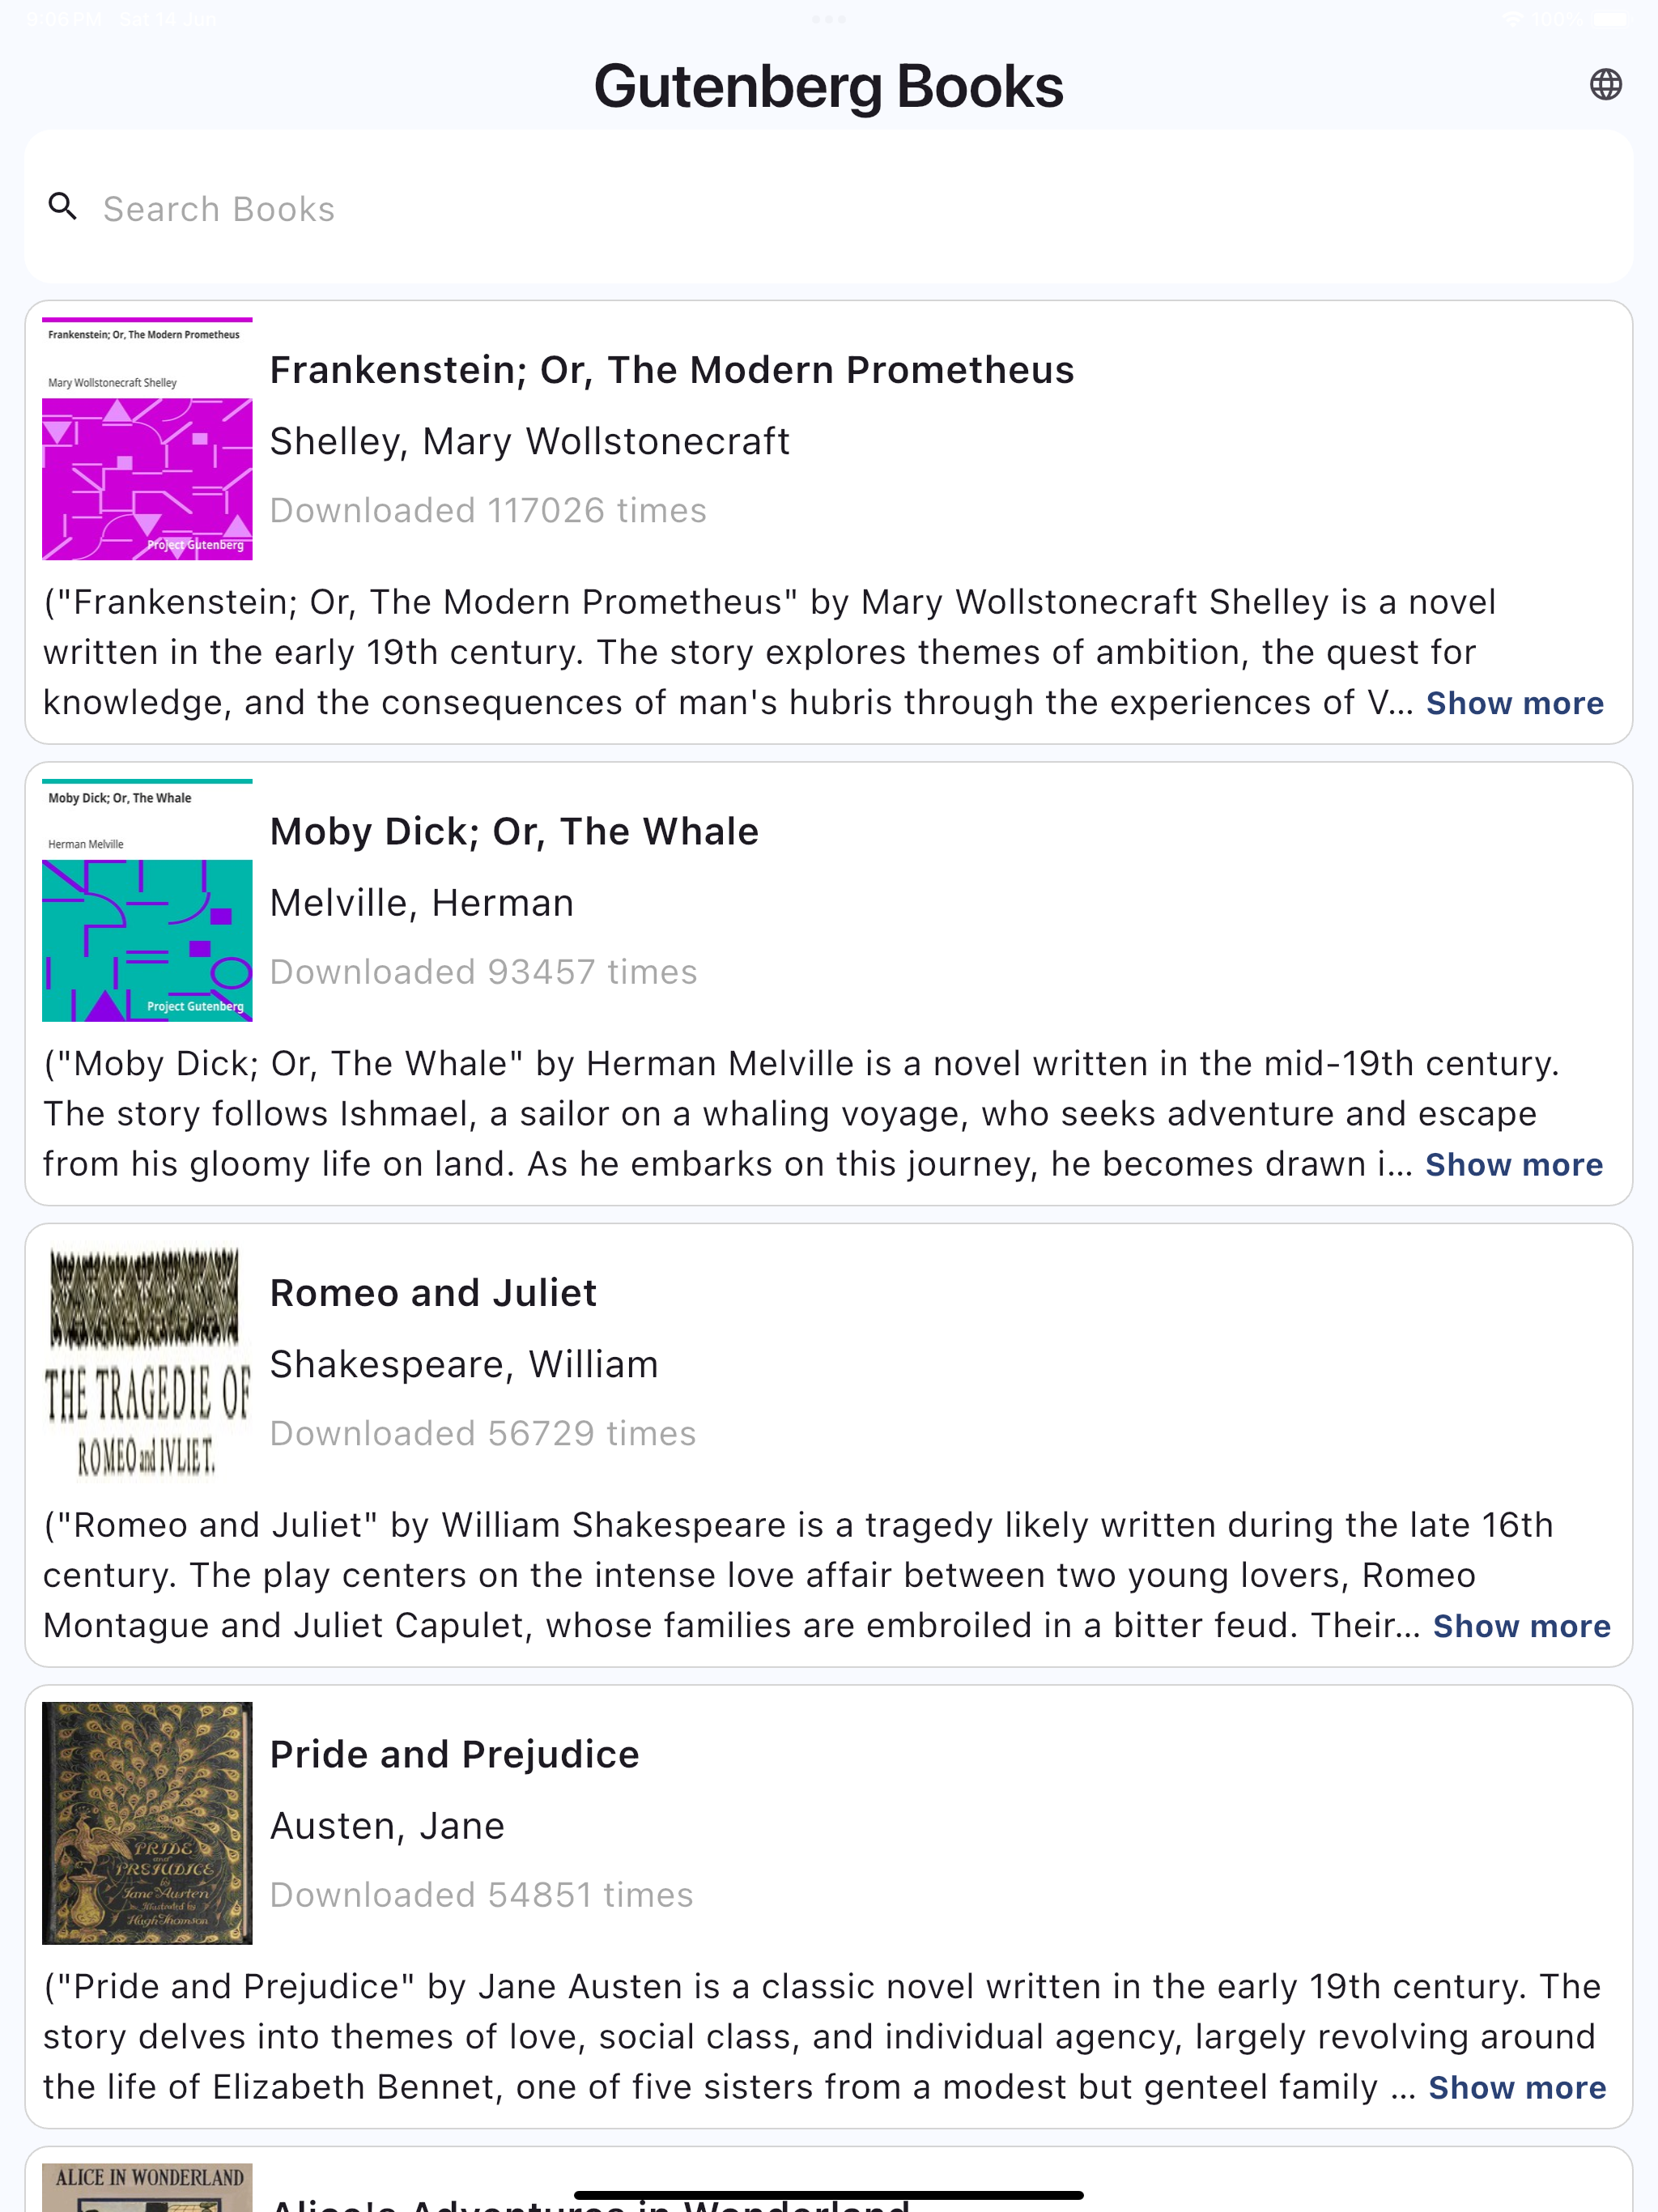 9:00 PM Sat 14 Jun
100%
Gutenberg Books
Search Books
Frankenstein; Or, The Modern Prometheus
Mary Wollstonecraft Shelley
Project Gutenberg
Frankenstein; Or, The Modern Prometheus
Shelley, Mary Wollstonecraft
Downloaded 117026 times
("Frankenstein; Or, The Modern Prometheus" by Mary Wollstonecraft Shelley is a novel
written in the early 19th century. The story explores themes of ambition, the quest for
knowledge, and the consequences of man's hubris through the experiences of V... Show more
Moby Dick; Or, The Whale
Herman Melville
Project Gutenberg
Moby Dick; Or, The Whale
Melville, Herman
Downloaded 93457 times
("Moby Dick; Or, The Whale" by Herman Melville is a novel written in the mid-19th century.
The story follows Ishmael, a sailor on a whaling voyage, who seeks adventure and escape
from his gloomy life on land. As he embarks on this journey, he becomes drawn i... Show more
THE TRAGEDIE OF
ROMEO and IVLIET.
Romeo and Juliet
Shakespeare, William
Downloaded 56729 times
("Romeo and Juliet" by William Shakespeare is a tragedy likely written during the late 16th
century. The play centers on the intense love affair between two young lovers, Romeo
Montague and Juliet Capulet, whose families are embroiled in a bitter feud. Their... Show more
PRIDE
and
PREJUDICE
by
Jane Austen
Illustrated by
Hugh Thomson
Pride and Prejudice
Austen, Jane
Downloaded 54851 times
("Pride and Prejudice" by Jane Austen is a classic novel written in the early 19th century. The
story delves into themes of love, social class, and individual agency, largely revolving around
the life of Elizabeth Bennet, one of five sisters from a modest but genteel family ... Show more
ALICE IN WONDERLAND
Alice's Adventures in Wonderland